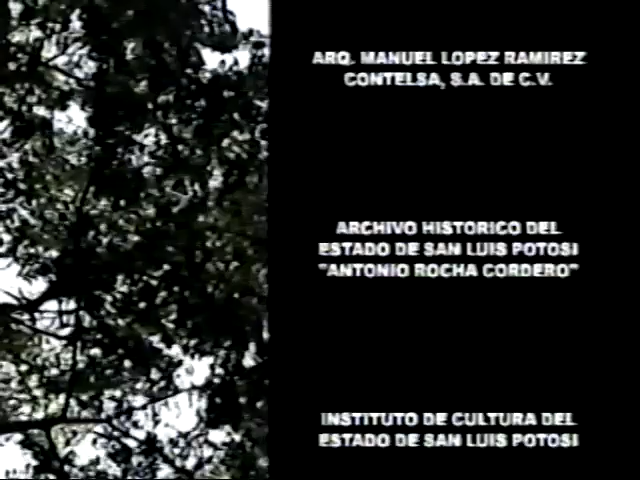 ARQ. MANUEL LOPEZ RAMIREZ
CONTELSA, S.A. DE C.V.
ARCHIVO HISTORICO DEL
ESTADO DE SAN LUIS POTOSI
"ANTONIO ROCHA CORDERO"
INSTITUTO DE CULTURA DEL
ESTADO DE SAN LUIS POTOSI